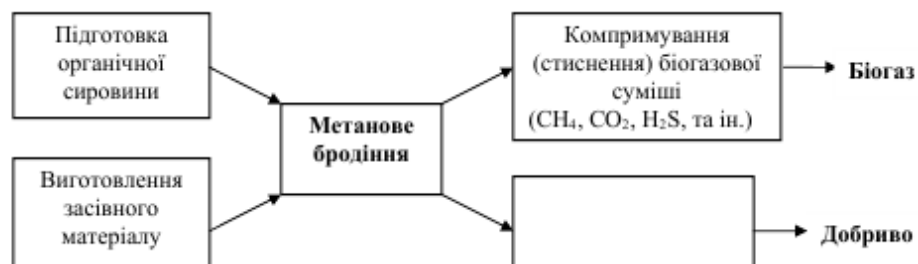 Підготовка
органічної
сировини
Компримування
(стиснення) біогазової
суміші
(CH₄, CO₂, H₂S, та ін.)
Біогаз
Метанове
бродіння
Виготовлення
засівного
матеріалу
Добриво